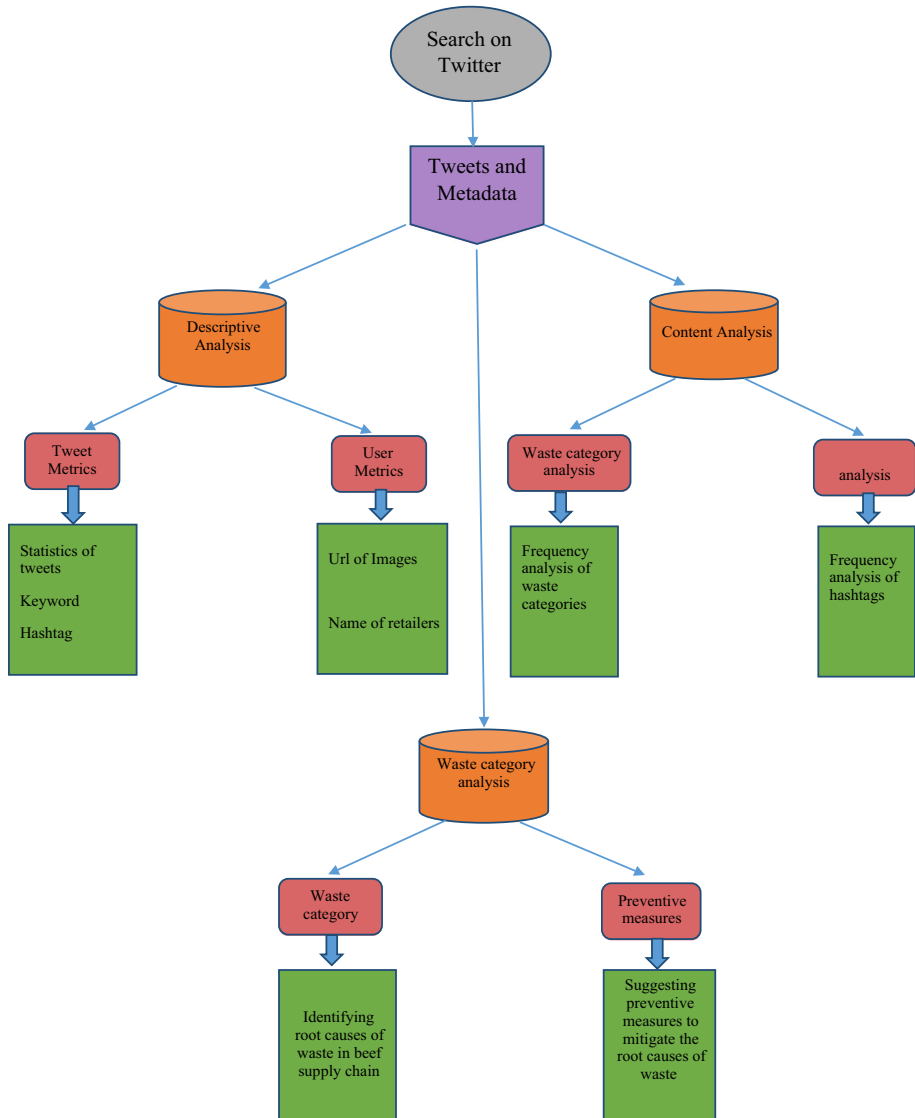 Search on
Twitter
Tweets and
Metadata
Descriptive
Analysis
Content Analysis
Tweet
Metrics
User
Metrics
Waste category
analysis
analysis
Statistics of
tweets
Keyword
Hashtag
Url of Images
Name of retailers
Frequency
analysis of
waste
categories
Frequency
analysis of
hashtags
Waste category
analysis
Waste
category
Preventive
measures
Identifying
root causes of
waste in beef
supply chain
Suggesting
preventive
measures to
mitigate the
root causes of
waste